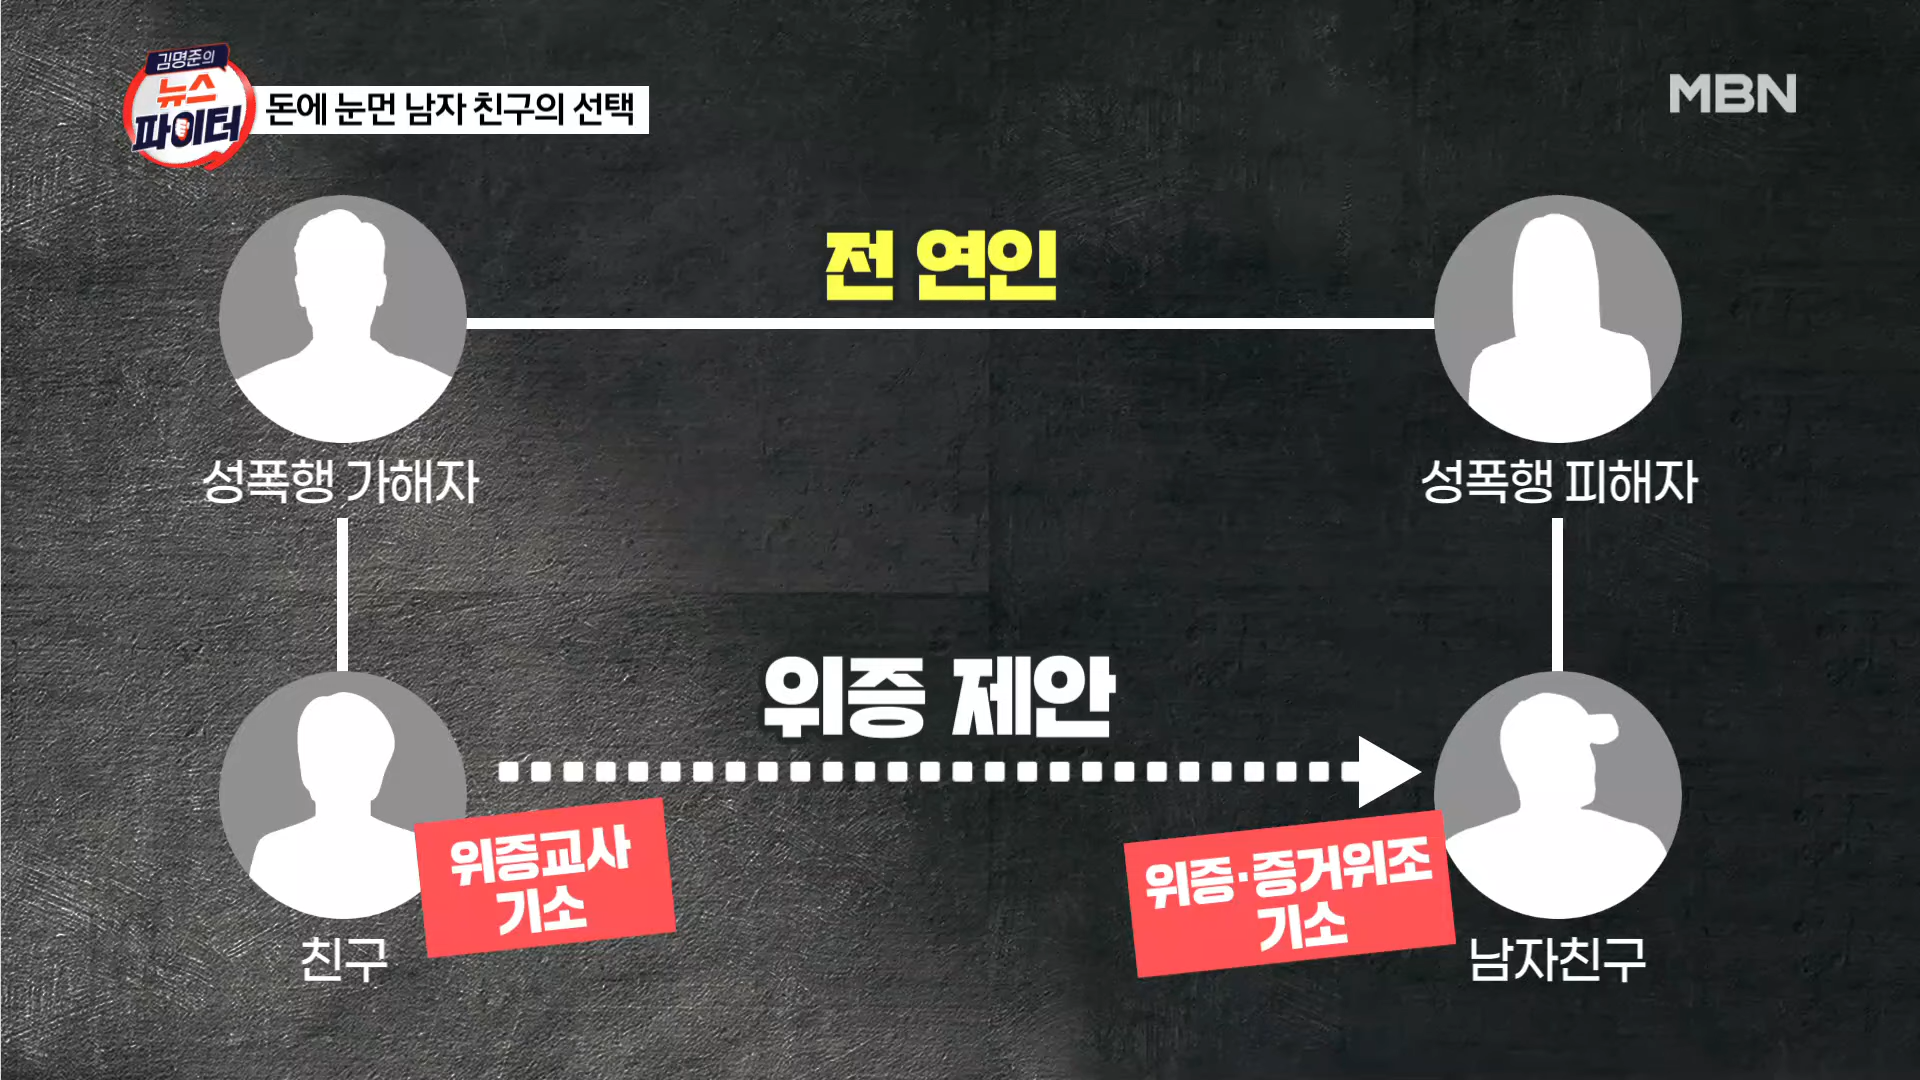 김명준의
뉴스
파이터
돈에 눈먼 남자 친구의 선택
MBN
전 연인
성폭행 가해자
성폭행 피해자
위증 제안
위증교사
기소
위증·증거위조
기소
친구
남자친구